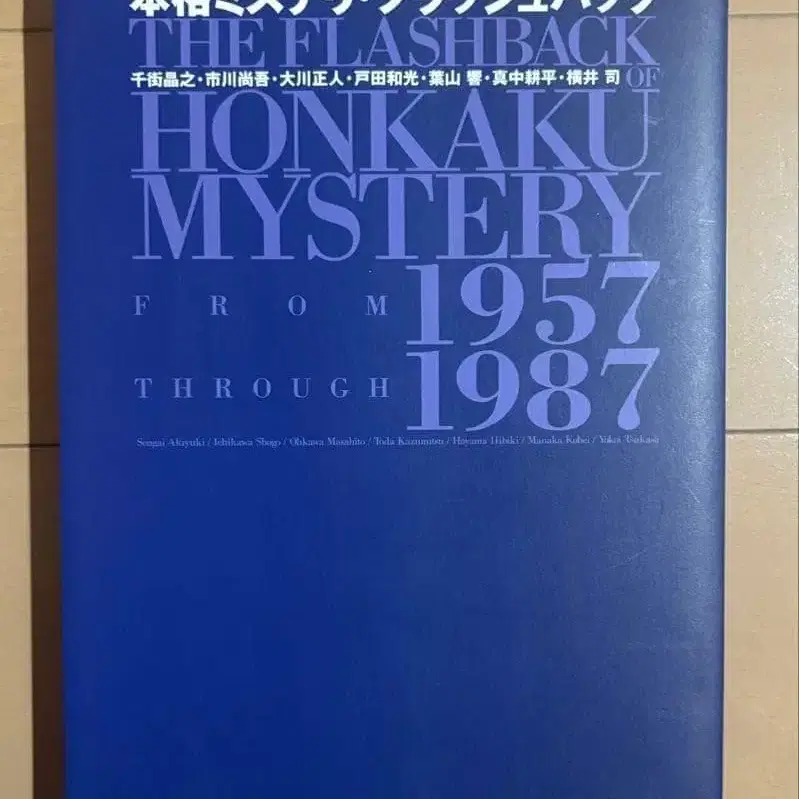 本格ミステリ・フラッシュバック
THE FLASHBACK
千街晶之・市川尚吾・大川正人・戸田和光・葉山 響・真中耕平・横井 司
OF
HONKAKU
MYSTERY
FROM 1957
THROUGH 1987
Sengai Akiyuki / Ichikawa Shogo / Ohkawa Masahito / Toda Kazumitsu / Hayama Hibiki / Manaka Kohei / Yokoi Tsukasa